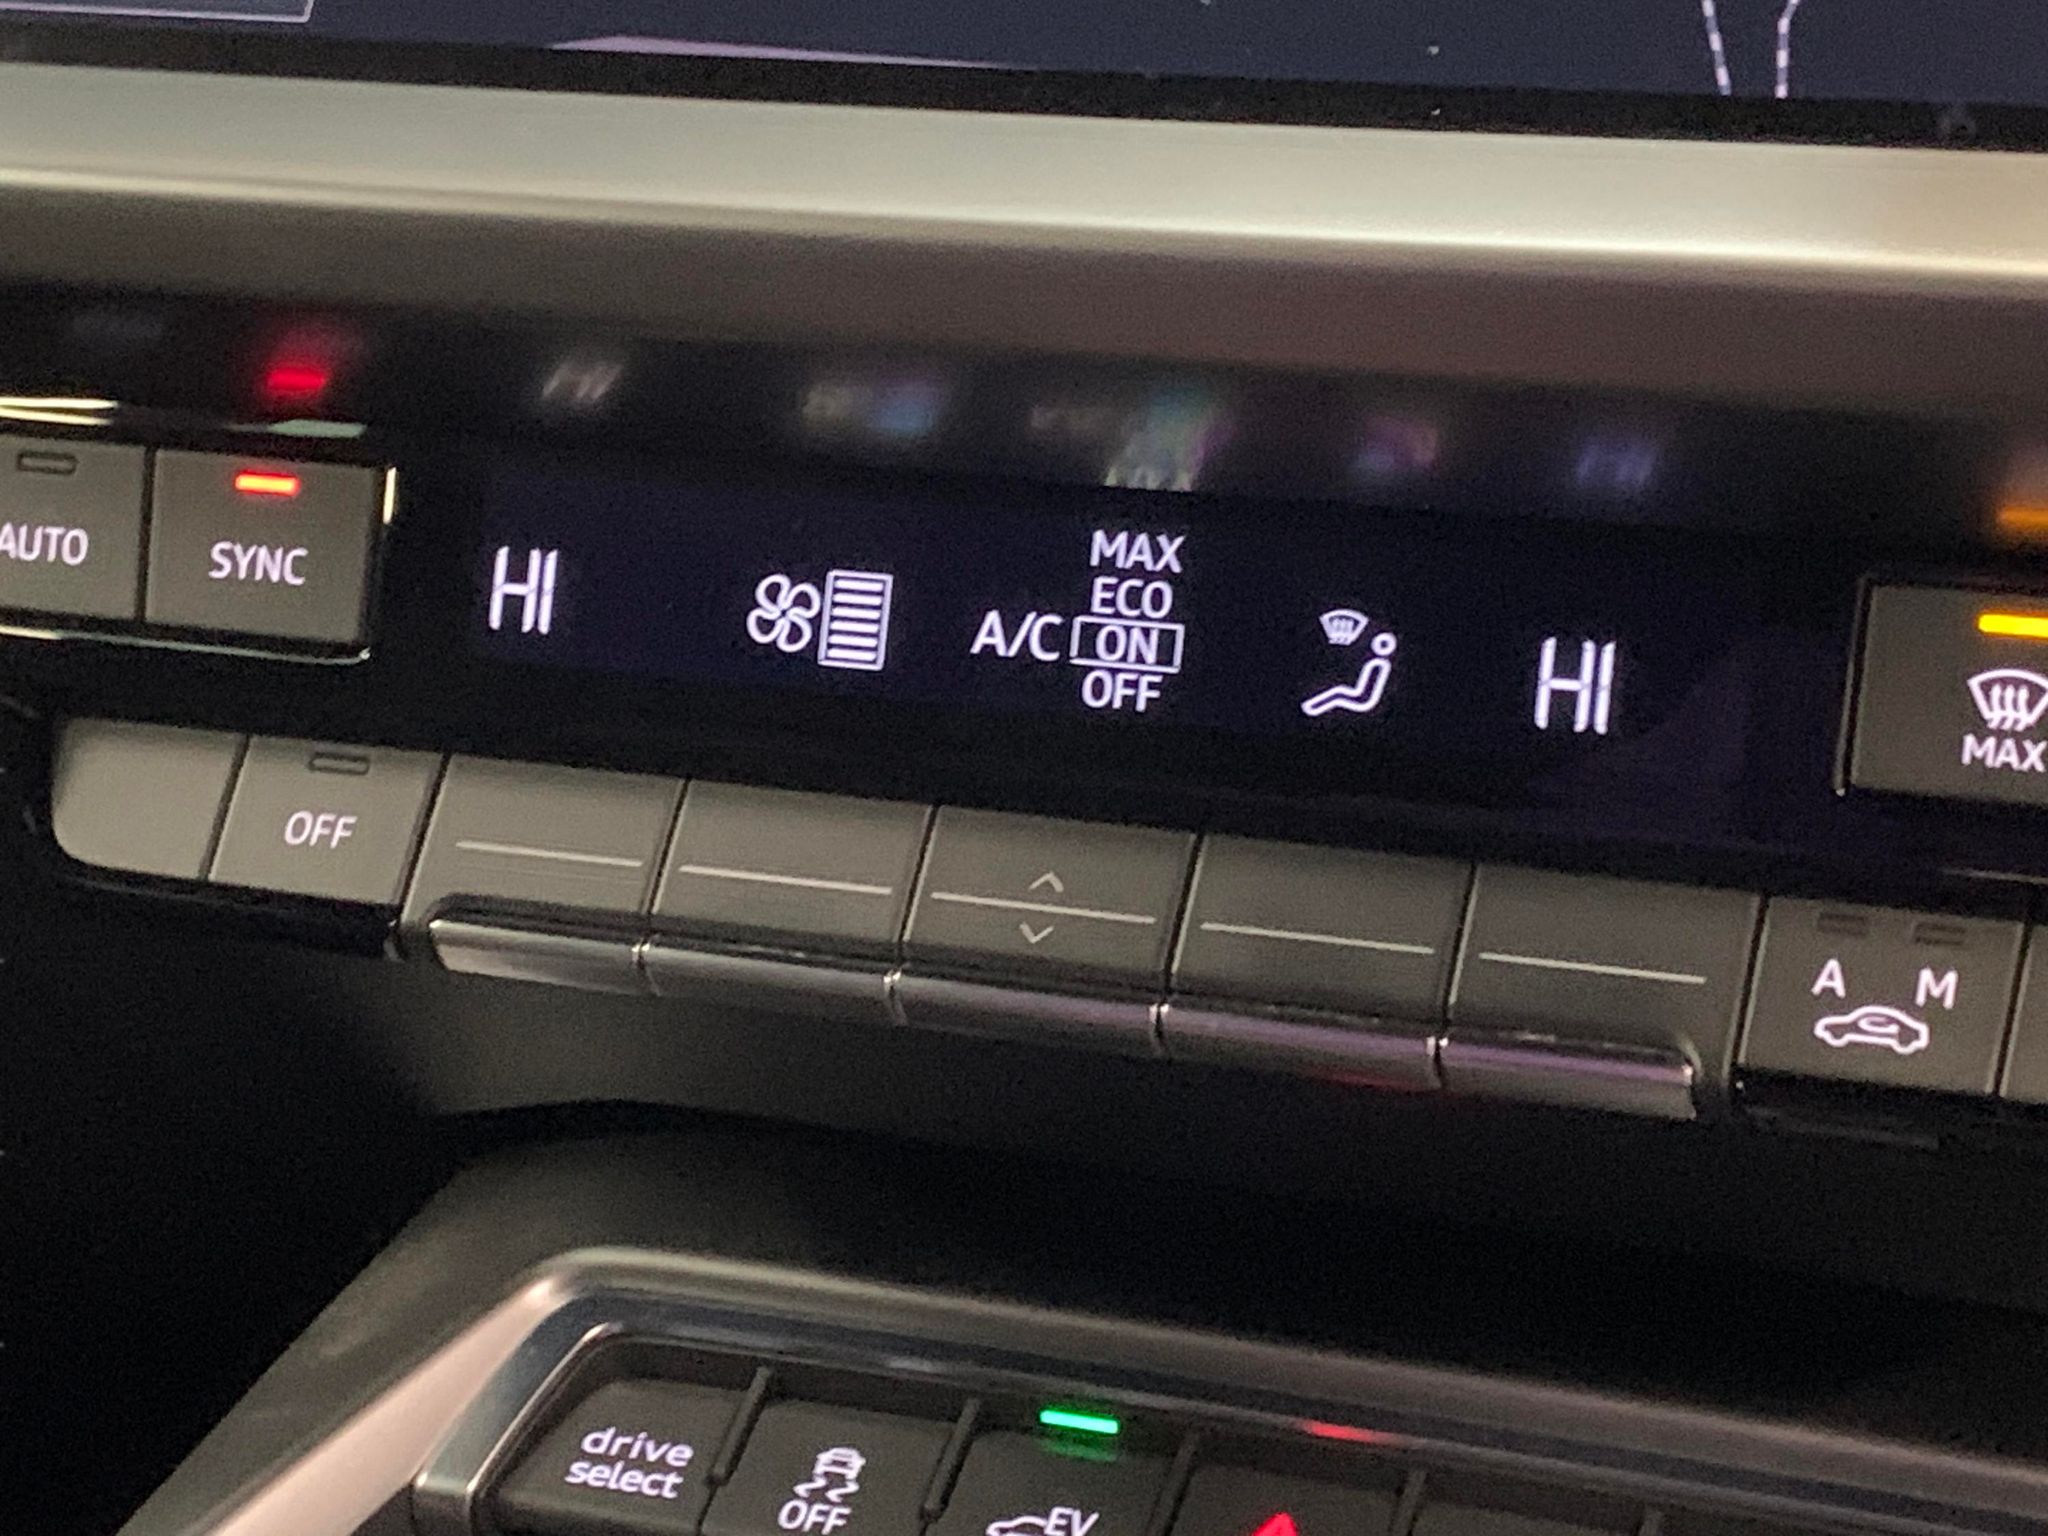 AUTO
SYNC
HI
A/C
MAX
ECO
ON
OFF
HI
MAX
OFF
A M
drive
select
OFF
EV